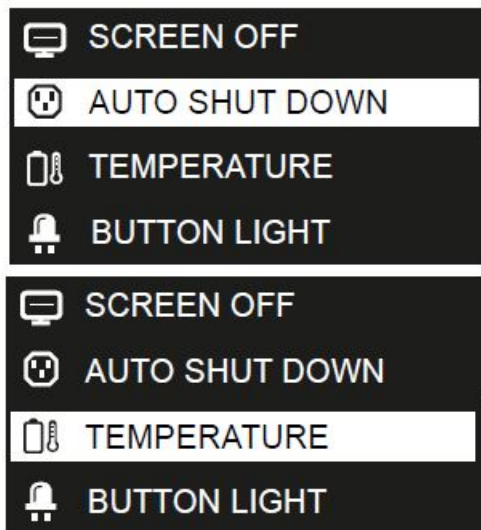 SCREEN OFF
AUTO SHUT DOWN
TEMPERATURE
BUTTON LIGHT
SCREEN OFF
AUTO SHUT DOWN
TEMPERATURE
BUTTON LIGHT